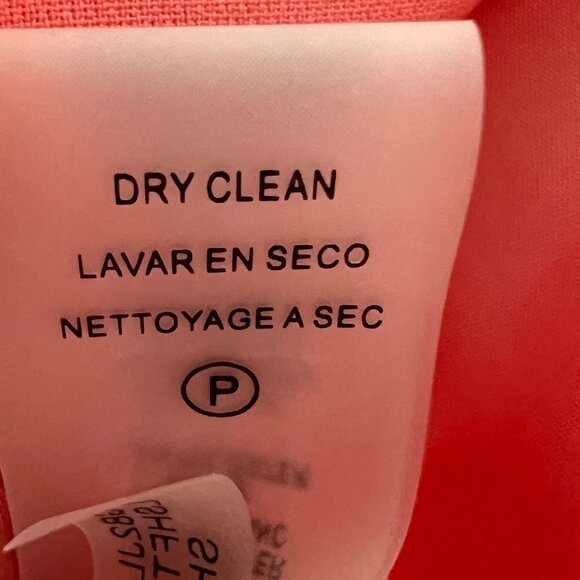 DRY CLEAN
LAVAR EN SECO
NETTOYAGE A SEC
P